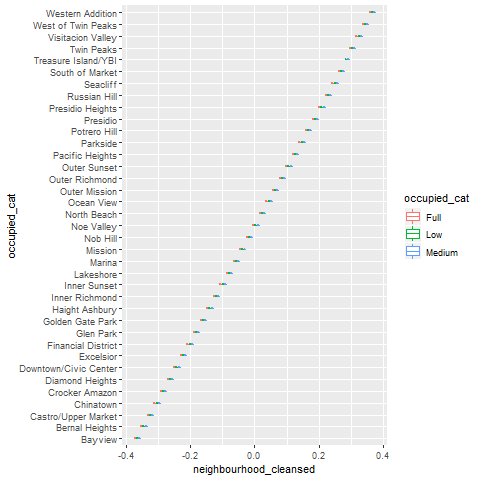 Western Addition
West of Twin Peaks
Visitacion Valley
Twin Peaks
Treasure Island/YBI
South of Market
Seacliff
Russian Hill
Presidio Heights
Presidio
Potrero Hill
Parkside
Pacific Heights
Outer Sunset
Outer Richmond
Outer Mission
Ocean View
North Beach
Noe Valley
Nob Hill
Mission
Marina
Lakeshore
Inner Sunset
Inner Richmond
Haight Ashbury
Golden Gate Park
Glen Park
Financial District
Excelsior
Downtown/Civic Center
Diamond Heights
Crocker Amazon
Chinatown
Castro/Upper Market
Bernal Heights
Bayview
occupied_cat
-0.4 -0.2 0.0 0.2 0.4
neighbourhood_cleansed
occupied_cat
Full
Low
Medium